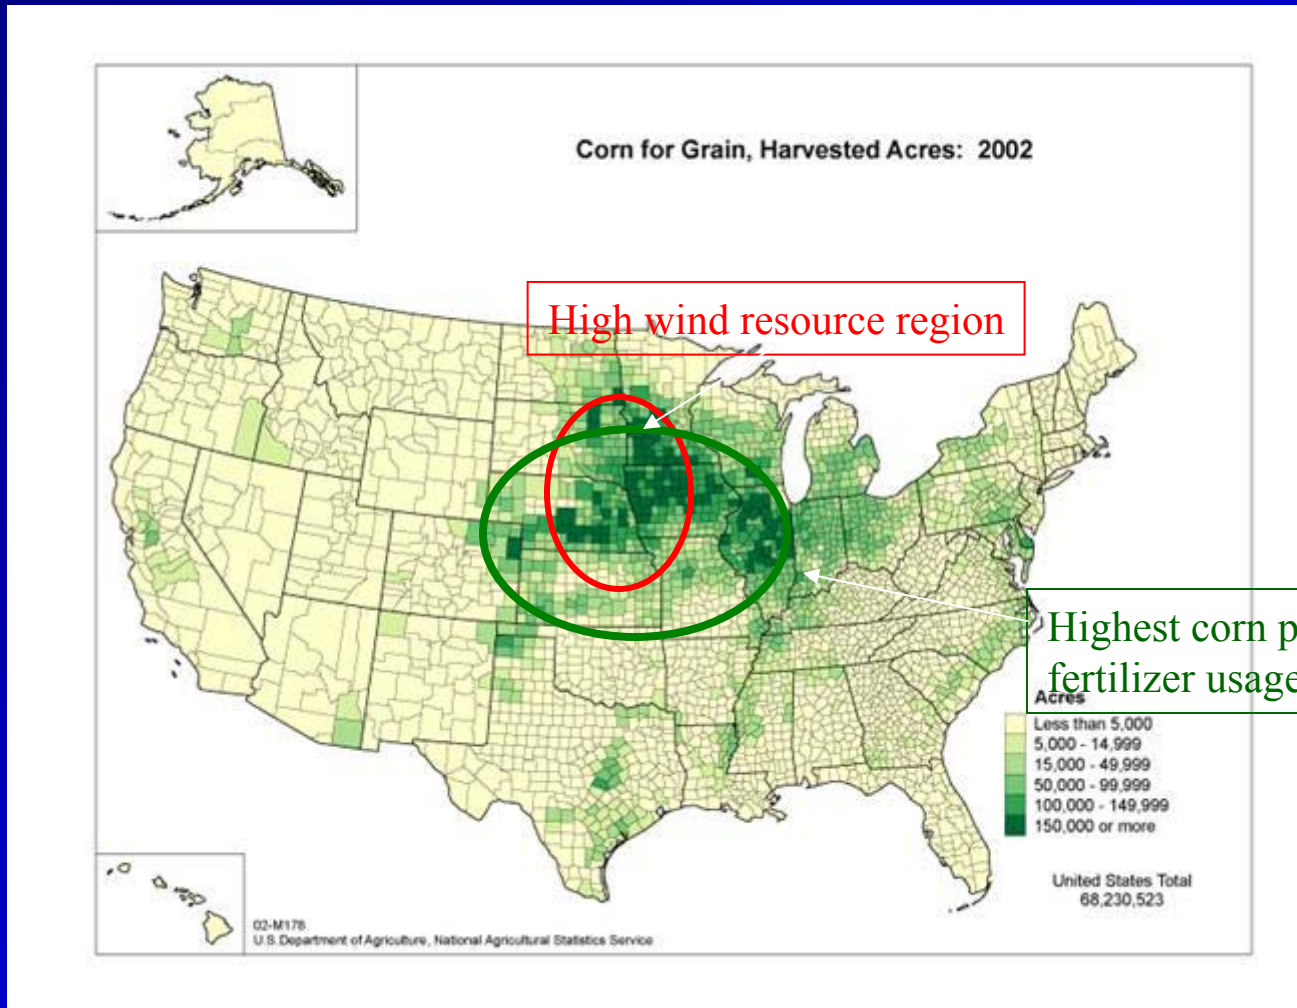 Corn for Grain, Harvested Acres: 2002
High wind resource region
Highest corn p
fertilizer usage
Acres
Less than 5,000
5,000 - 14,999
15,000 - 49,999
50,000 - 99,999
100,000 - 149,999
150,000 or more
United States Total
68,230,523
02-M178
U.S.Department of Agriculture, National Agricultural Statistics Service